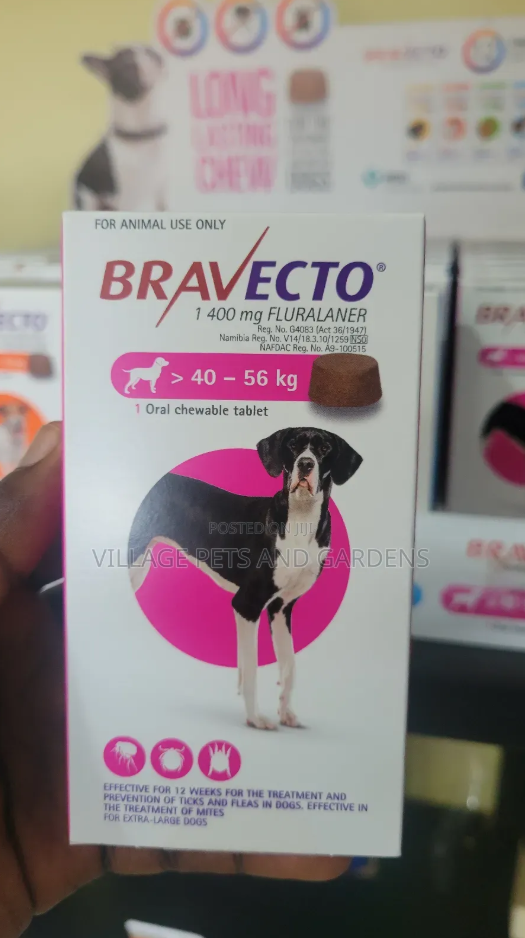 LONG
LASTING
CHEW
FOR ANIMAL USE ONLY
BRAVECTO®
1 400 mg FLURALANER
Reg. No. G4083 (Act 36/1947)
Namibia Reg. No. V14/18.3.10/1259 NS0
NAFDAC Reg. No. A9-100515
> 40 – 56 kg
1 Oral chewable tablet
POSTED ON JIJI
VILLAGE PETS AND GARDENS
EFFECTIVE FOR 12 WEEKS FOR THE TREATMENT AND
PREVENTION OF TICKS AND FLEAS IN DOGS. EFFECTIVE IN
THE TREATMENT OF MITES
FOR EXTRA-LARGE DOGS